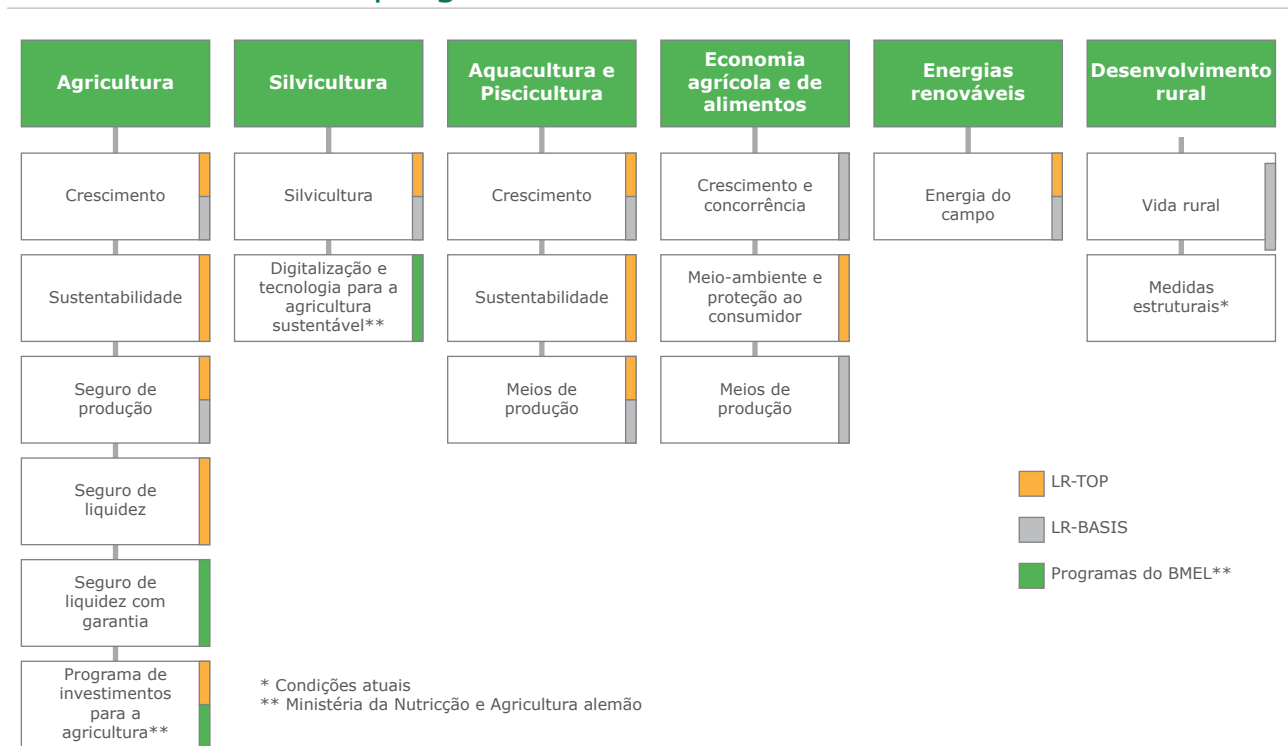 Agricultura
Silvicultura
Aquacultura e
Piscicultura
Economia
agrícola e de
alimentos
Energias
renováveis
Desenvolvimento
rural
Crescimento
Silvicultura
Crescimento
Crescimento e
concorrência
Energia do
campo
Vida rural
Sustentabilidade
Digitalização e
tecnologia para a
agricultura
sustentável**
Sustentabilidade
Meio-ambiente e
proteção ao
consumidor
Medidas
estruturais*
Seguro de
produção
Meios de
produção
Meios de
produção
Seguro de
liquidez
LR-TOP
LR-BASIS
Programas do BMEL**
Seguro de
liquidez com
garantia
Programa de
investimentos
para a
agricultura**
* Condições atuais
** Ministéria da Nutricção e Agricultura alemão